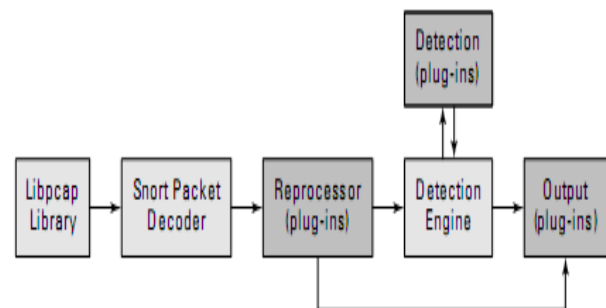 Detection
(plug-ins)
Libpcap
Library
Snort Packet
Decoder
Reprocessor
(plug-ins)
Detection
Engine
Output
(plug-ins)